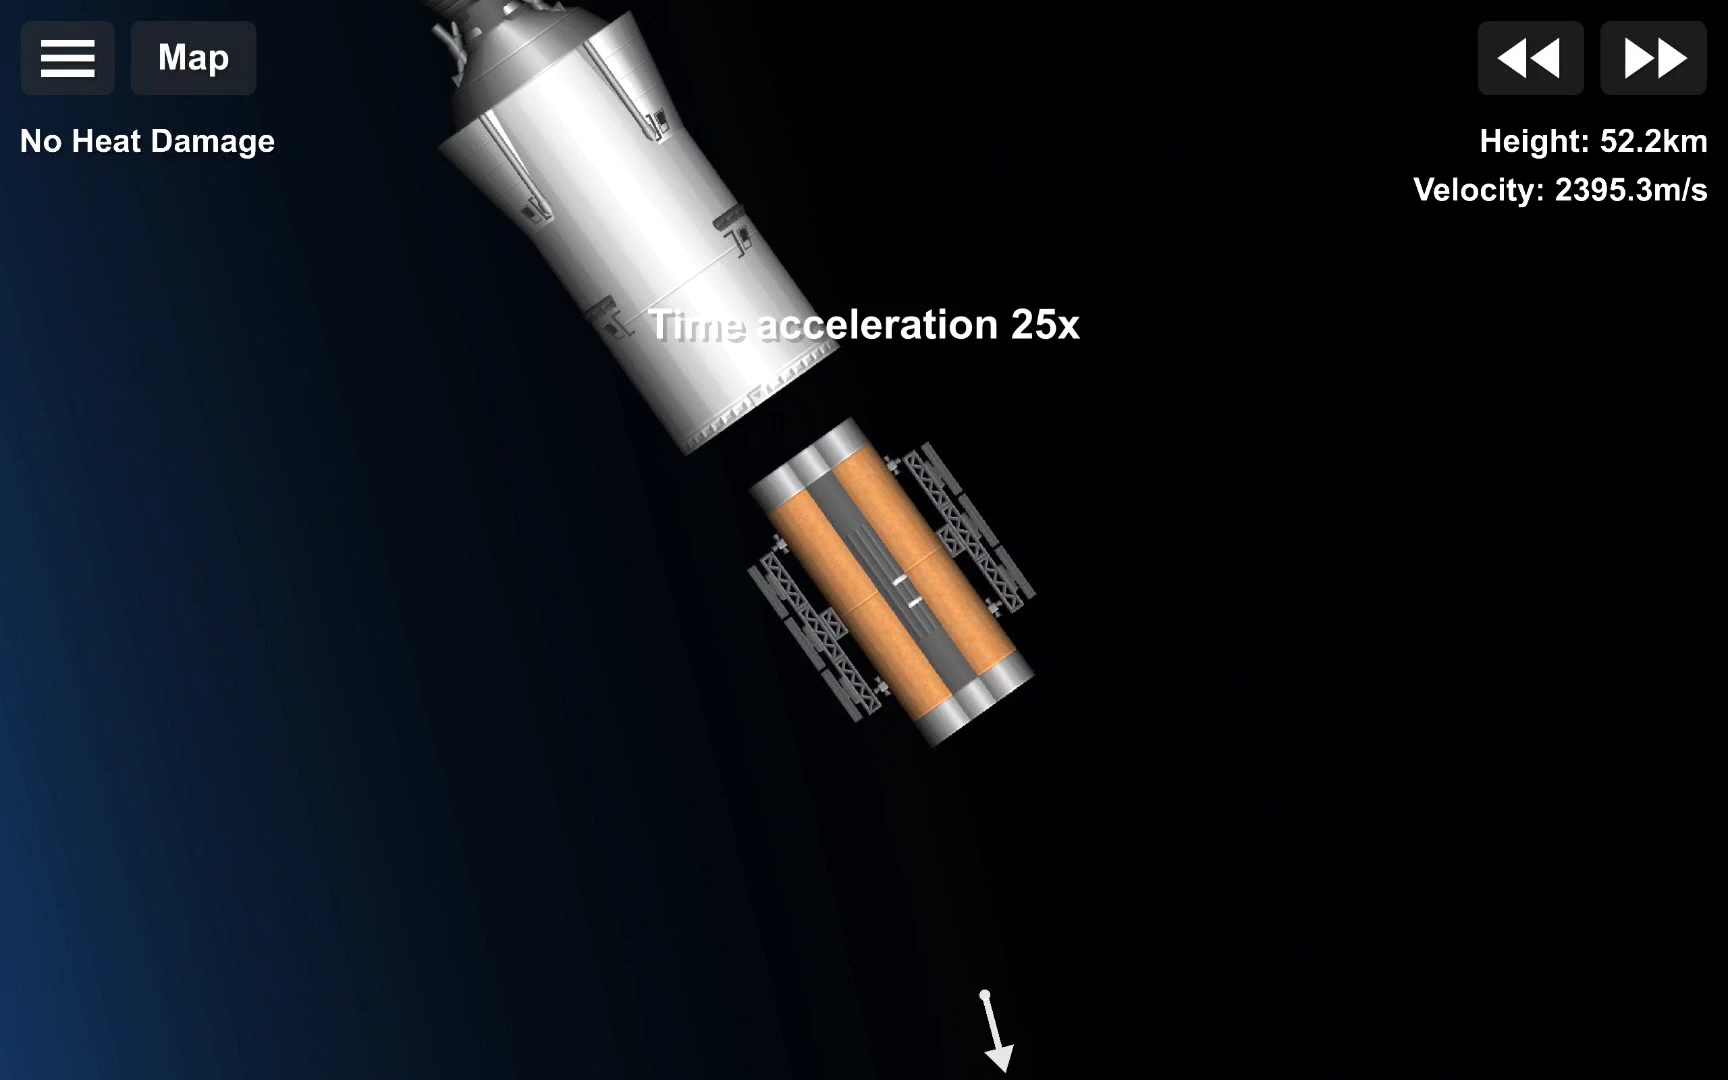 Map
No Heat Damage
Height: 52.2km
Velocity: 2395.3m/s
Time acceleration 25x